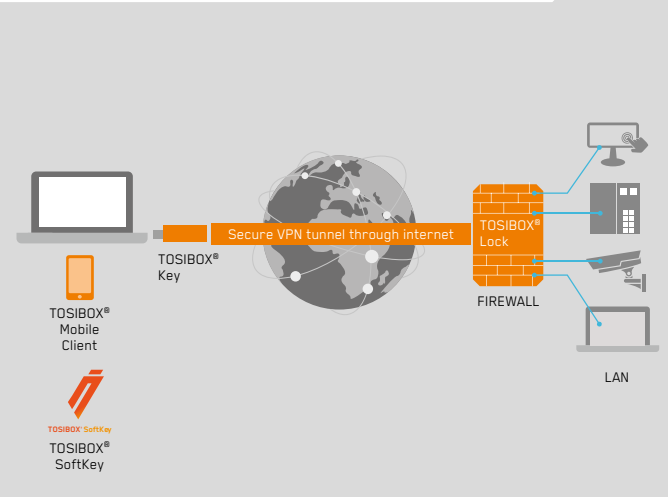 Secure VPN tunnel through internet
TOSIBOX®
Key
TOSIBOX®
Lock
FIREWALL
TOSIBOX®
Mobile
Client
LAN
TOSIBOX® SoftKey
TOSIBOX®
SoftKey